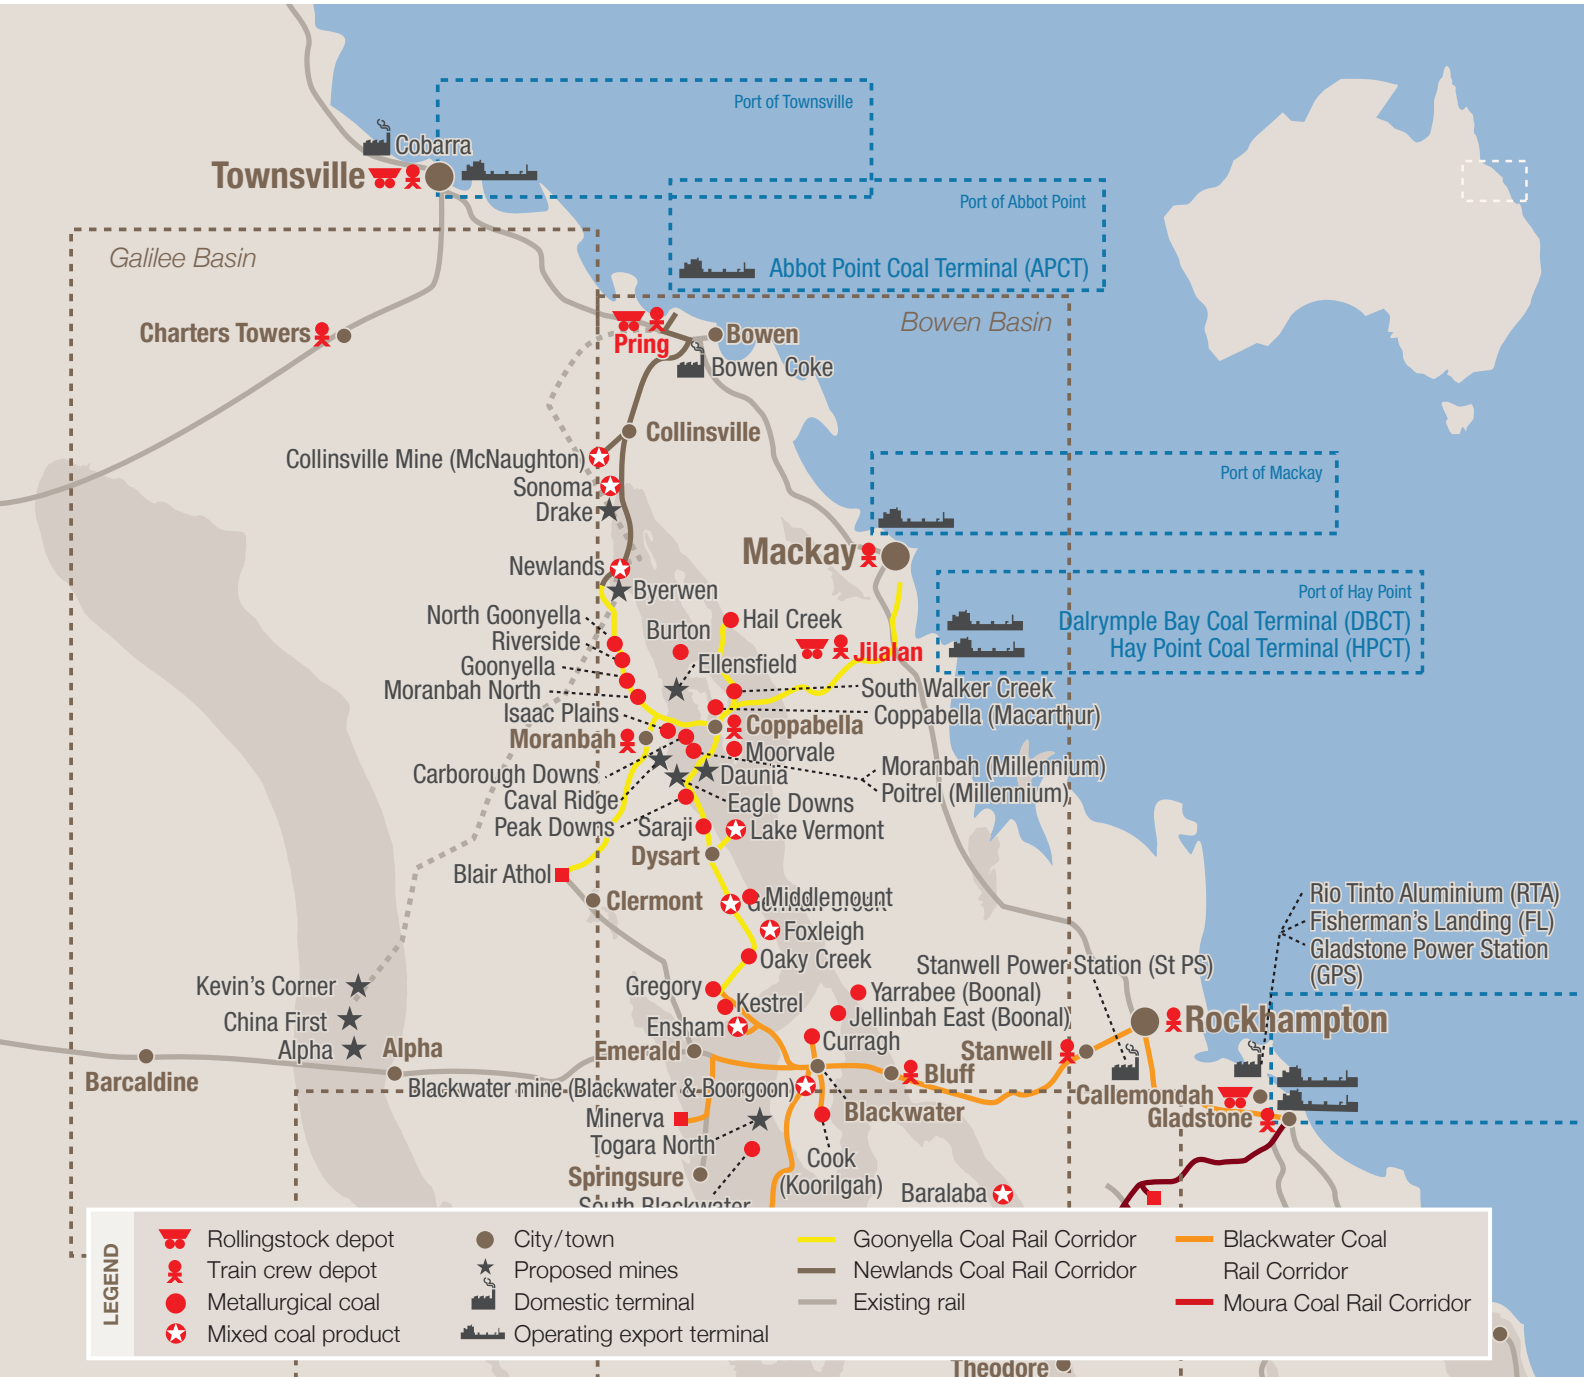 Port of Townsville
Cobarra
Townsville
Port of Abbot Point
Galilee Basin
Abbot Point Coal Terminal (APCT)
Bowen Basin
Charters Towers
Pring
Bowen
Bowen Coke
Collinsville
Collinsville Mine (McNaughton)
Sonoma
Drake
Port of Mackay
Mackay
Newlands
Byerwen
Port of Hay Point
Dalrymple Bay Coal Terminal (DBCT)
Hay Point Coal Terminal (HPCT)
North Goonyella
Hail Creek
Burton
Riverside
Jilalan
Goonyella
Ellensfield
Moranbah North
South Walker Creek
Isaac Plains
Coppabella (Macarthur)
Coppabella
Moranbah
Moorvale
Carborough Downs
Daunia
Moranbah (Millennium)
Poitrel (Millennium)
Caval Ridge
Eagle Downs
Peak Downs
Saraji
Lake Vermont
Dysart
Blair Athol
Clermont
Middlemount
German Creek
Foxleigh
Rio Tinto Aluminium (RTA)
Fisherman's Landing (FL)
Gladstone Power Station
(GPS)
Oaky Creek
Stanwell Power Station (St PS)
Kevin's Corner
Gregory
Kestrel
Yarrabee (Boonal)
Jellinbah East (Boonal)
Rockhampton
China First
Ensham
Curragh
Alpha
Alpha
Emerald
Stanwell
Bluff
Barcaldine
Blackwater mine (Blackwater & Boorgoon)
Callemondah
Blackwater
Gladstone
Minerva
Togara North
Cook
(Koorilgah)
Springsure
South Blackwater
Baralaba
LEGEND
Rollingstock depot
Train crew depot
Metallurgical coal
Mixed coal product
City/town
Proposed mines
Domestic terminal
Operating export terminal
Goonyella Coal Rail Corridor
Newlands Coal Rail Corridor
Existing rail
Blackwater Coal
Rail Corridor
Moura Coal Rail Corridor
Theodore